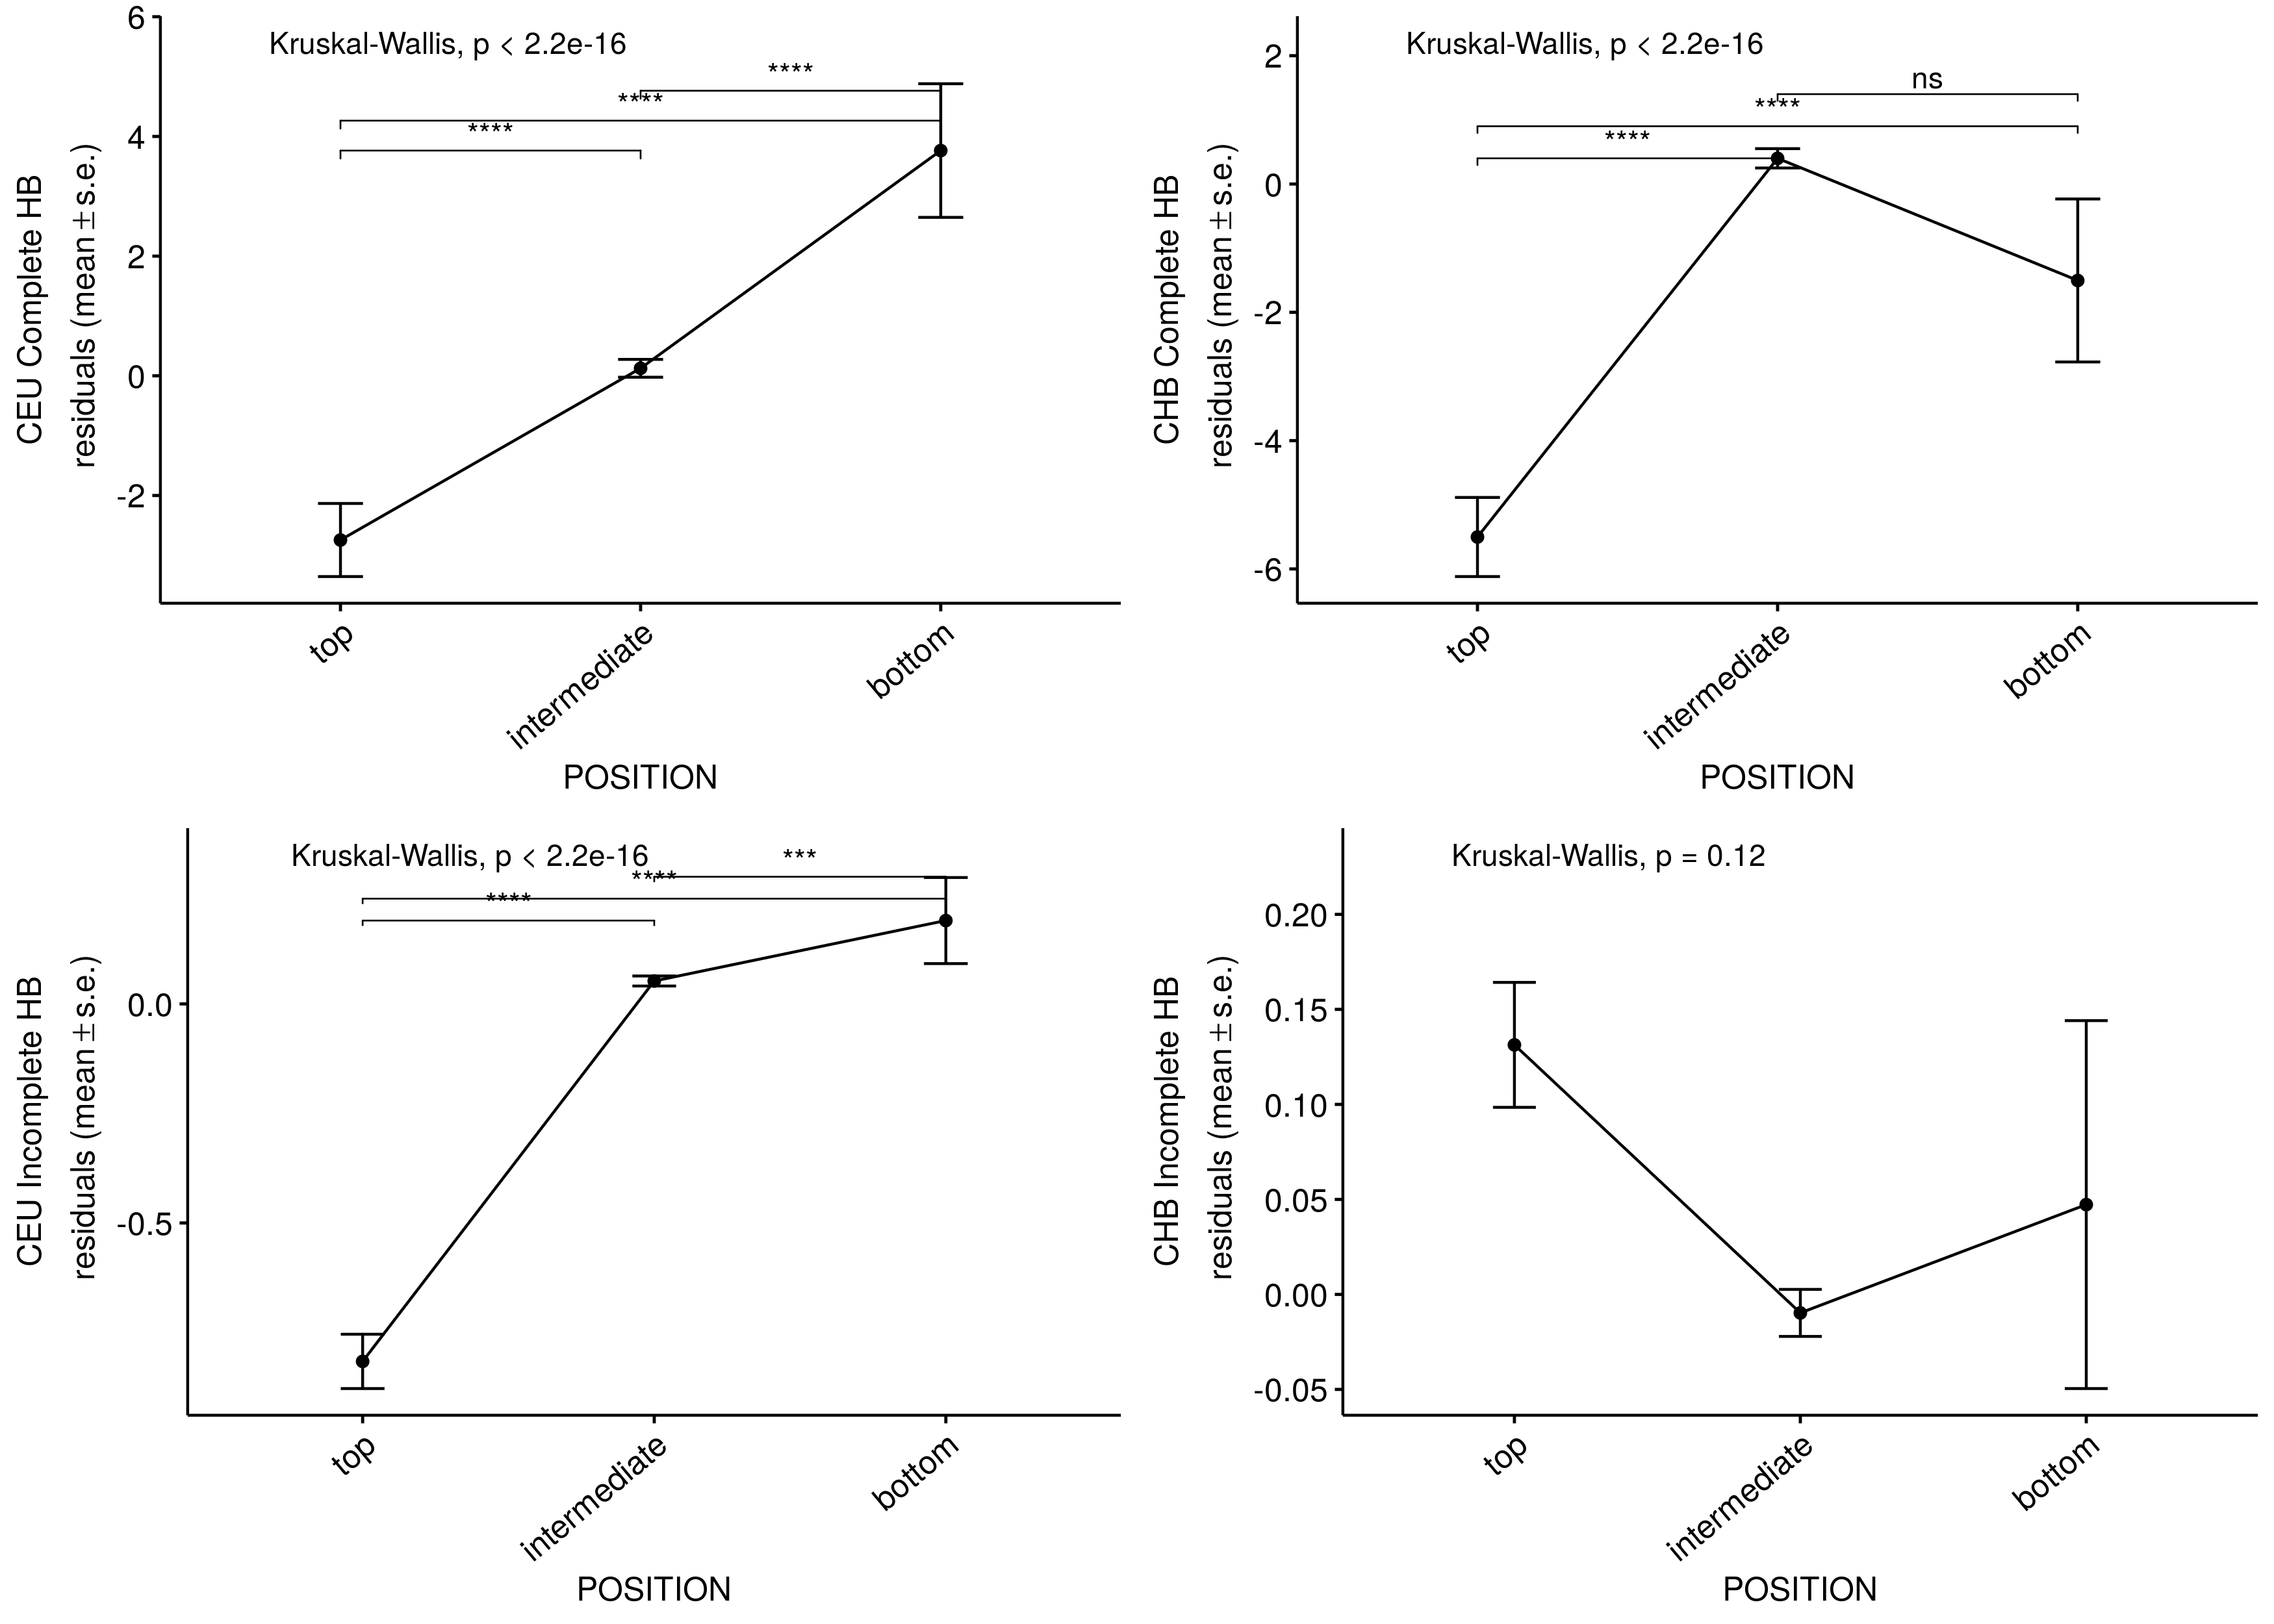 CEU Complete HB
residuals (mean ± s.e.)
6
4
2
0
-2
Kruskal-Wallis, p < 2.2e-16
****
****
****
top
intermediate
bottom
POSITION
CHB Complete HB
residuals (mean ± s.e.)
2
0
-2
-4
-6
Kruskal-Wallis, p < 2.2e-16
ns
****
****
top
intermediate
bottom
POSITION
CEU Incomplete HB
residuals (mean ± s.e.)
0.0
-0.5
Kruskal-Wallis, p < 2.2e-16
***
****
****
top
intermediate
bottom
POSITION
CHB Incomplete HB
residuals (mean ± s.e.)
0.20
0.15
0.10
0.05
0.00
-0.05
Kruskal-Wallis, p = 0.12
top
intermediate
bottom
POSITION